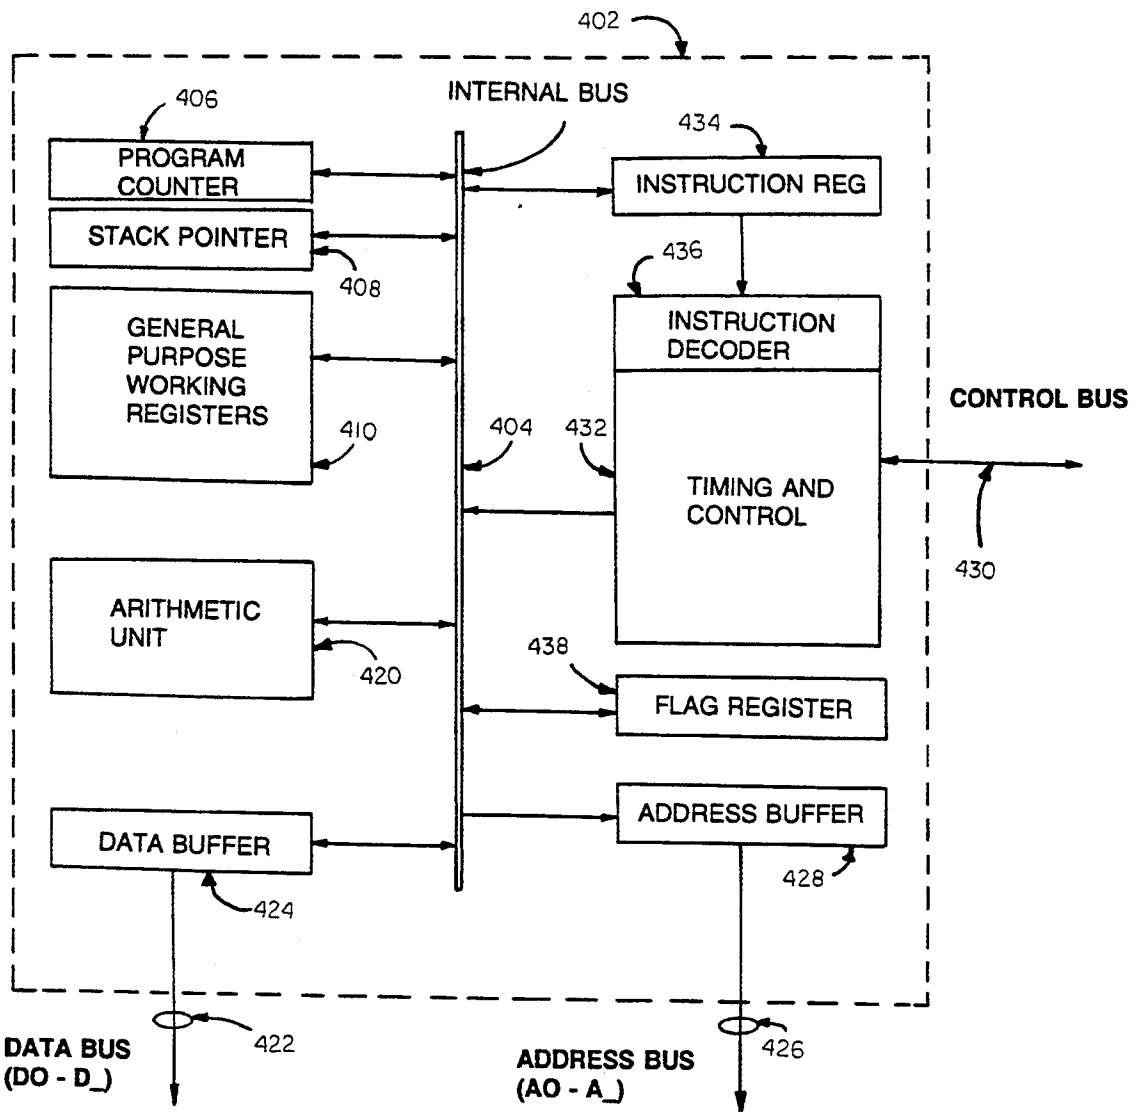 402
INTERNAL BUS
406
434
PROGRAM
COUNTER
INSTRUCTION REG
STACK POINTER
408
436
GENERAL
PURPOSE
WORKING
REGISTERS
INSTRUCTION
DECODER
CONTROL BUS
410
404
432
TIMING AND
CONTROL
430
ARITHMETIC
UNIT
420
438
FLAG REGISTER
ADDRESS BUFFER
DATA BUFFER
428
424
422
426
DATA BUS
(DO - D_)
ADDRESS BUS
(AO - A_)